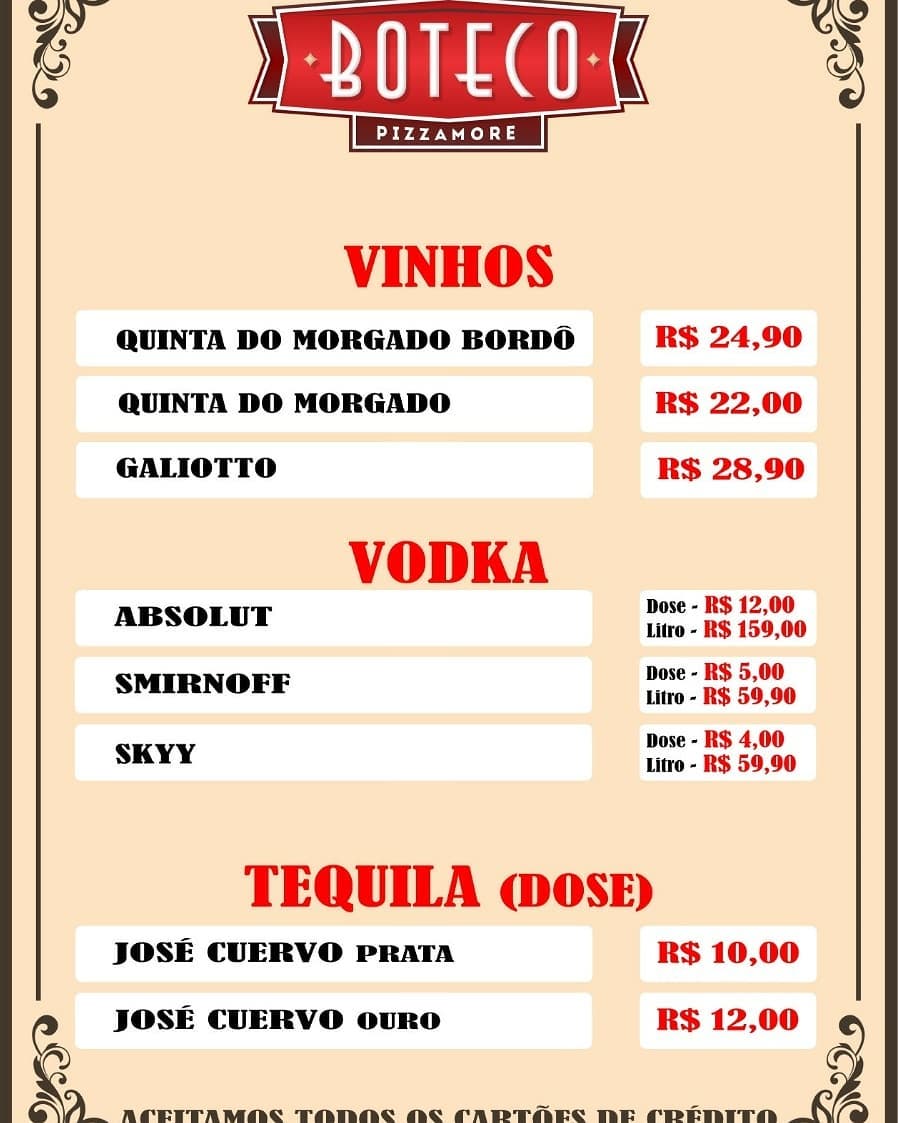 BOTECO
PIZZAMORE
VINHOS
QUINTA DO MORGADO BORDÔ R$ 24,90
QUINTA DO MORGADO R$ 22,00
GALIOTTO R$ 28,90
VODKA
ABSOLUT Dose - R$ 12,00
Litro - R$ 159,00
SMIRNOFF Dose - R$ 5,00
Litro - R$ 59,90
SKYY Dose - R$ 4,00
Litro - R$ 59,90
TEQUILA (DOSE)
JOSÉ CUERVO PRATA R$ 10,00
JOSÉ CUERVO OURO R$ 12,00
ACEITAMOS TODOS OS CARTÕES DE CRÉDITO